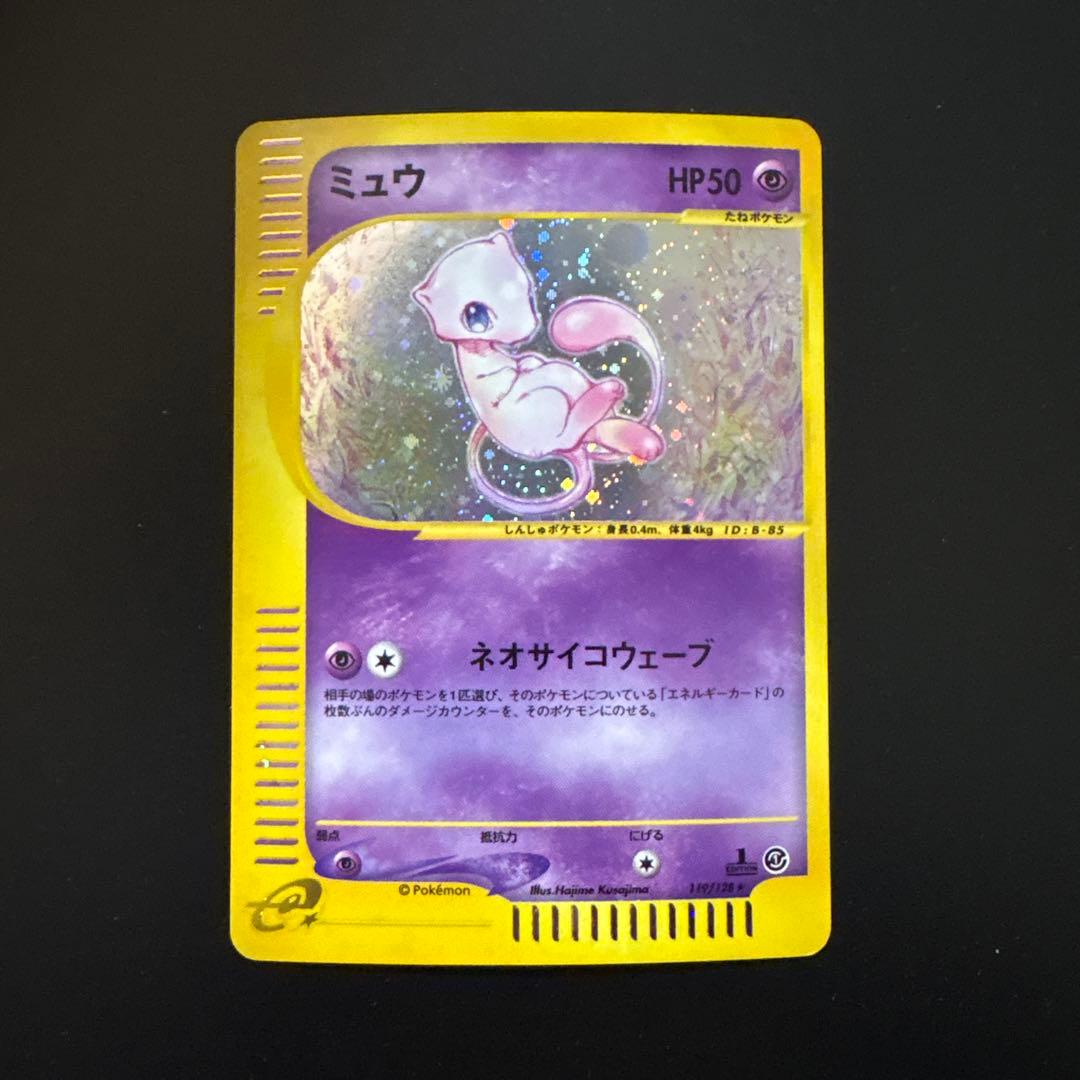 ミュウ
HP50
たねポケモン
しんしゅポケモン：身長0.4m、体重4kg ID：B-85
ネオサイコウェーブ
相手の場のポケモンを1匹選び、そのポケモンについている「エネルギーカード」の
枚数ぶんのダメージカウンターを、そのポケモンにのせる。
弱点 抵抗力 にげる
1
EDITION
©Pokémon Illus.Hajime Kusajima 119/128 ★
e